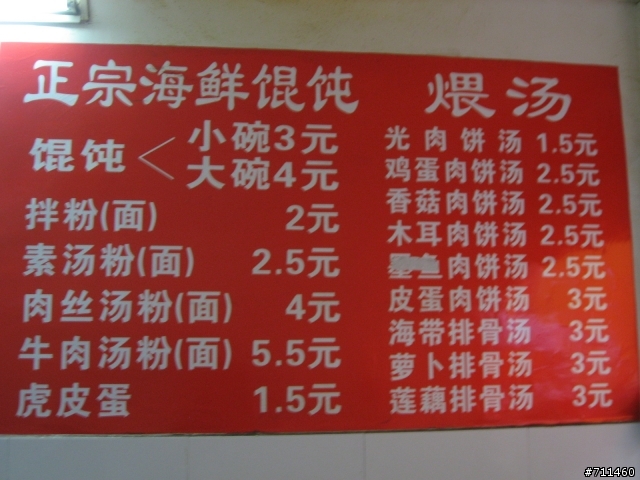 正宗海鲜馄饨
馄饨 小碗3元
大碗4元
拌粉(面) 2元
素汤粉(面) 2.5元
肉丝汤粉(面) 4元
牛肉汤粉(面) 5.5元
虎皮蛋 1.5元
煨汤
光肉饼汤 1.5元
鸡蛋肉饼汤 2.5元
香菇肉饼汤 2.5元
木耳肉饼汤 2.5元
肉饼汤 2.5元
皮蛋肉饼汤 3元
海带排骨汤 3元
萝卜排骨汤 3元
莲藕排骨汤 3元
#711460